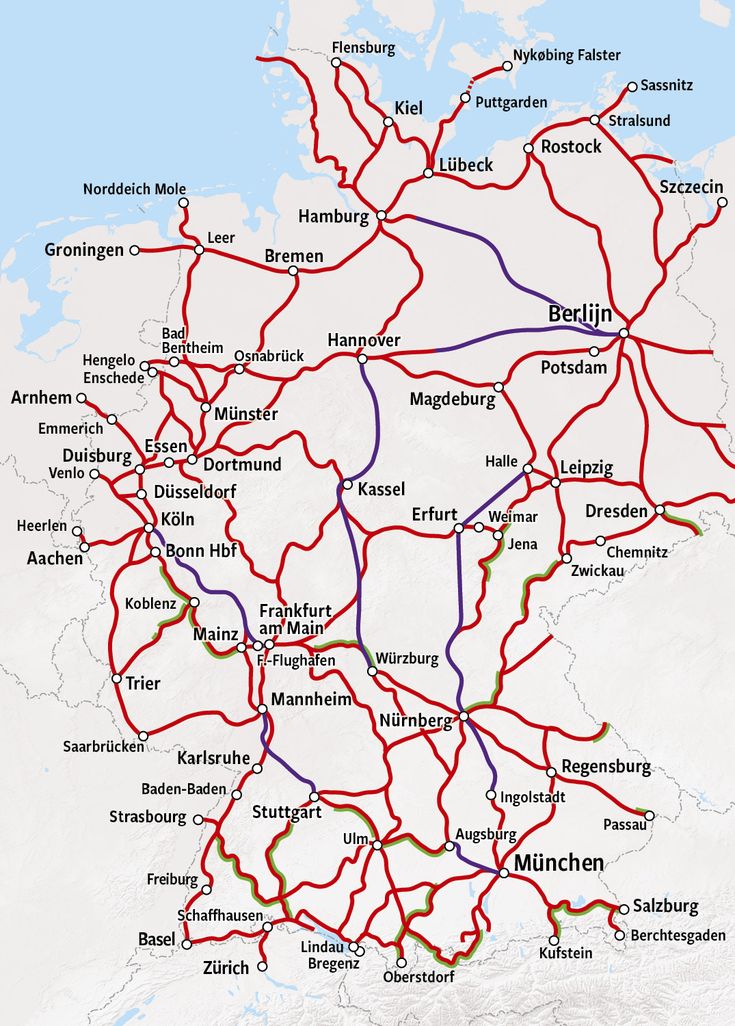 Flensburg
Nykøbing Falster
Sassnitz
Puttgarden
Kiel
Stralsund
Rostock
Lübeck
Norddeich Mole
Szczecin
Hamburg
Leer
Groningen
Bremen
Berlijn
Bad
Bentheim
Hannover
Osnabrück
Hengelo
Potsdam
Enschede
Arnhem
Magdeburg
Münster
Emmerich
Essen
Duisburg
Dortmund
Halle
Leipzig
Venlo
Düsseldorf
Kassel
Dresden
Köln
Erfurt
Weimar
Heerlen
Jena
Aachen
Bonn Hbf
Chemnitz
Zwickau
Koblenz
Frankfurt
am Main
Mainz
F.-Flughafen
Würzburg
Trier
Mannheim
Nürnberg
Saarbrücken
Karlsruhe
Regensburg
Baden-Baden
Ingolstadt
Stuttgart
Strasbourg
Passau
Ulm
Augsburg
München
Freiburg
Schaffhausen
Salzburg
Basel
Berchtesgaden
Lindau
Kufstein
Bregenz
Zürich
Oberstdorf